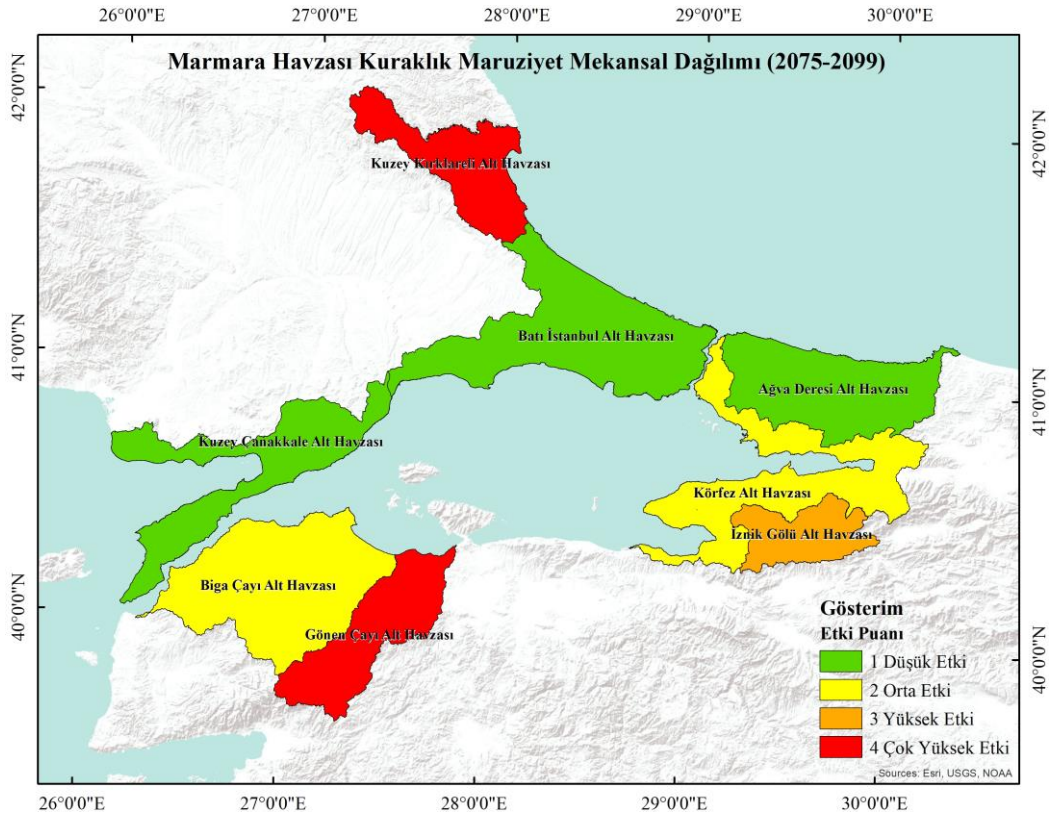 26°0'0"E 27°0'0"E 28°0'0"E 29°0'0"E 30°0'0"E
Marmara Havzası Kuraklık Maruziyet Mekansal Dağılımı (2075-2099)
42°0'0"N
42°0'0"N
Kuzey Kırklareli Alt Havzası
Batı İstanbul Alt Havzası
41°0'0"N
Ağva Deresi Alt Havzası
41°0'0"N
Kuzey Çanakkale Alt Havzası
Körfez Alt Havzası
İznik Gölü Alt Havzası
Biga Çayı Alt Havzası
40°0'0"N
Gönen Çayı Alt Havzası
40°0'0"N
Gösterim
Etki Puanı
1 Düşük Etki
2 Orta Etki
3 Yüksek Etki
4 Çok Yüksek Etki
Sources: Esri, USGS, NOAA
26°0'0"E 27°0'0"E 28°0'0"E 29°0'0"E 30°0'0"E